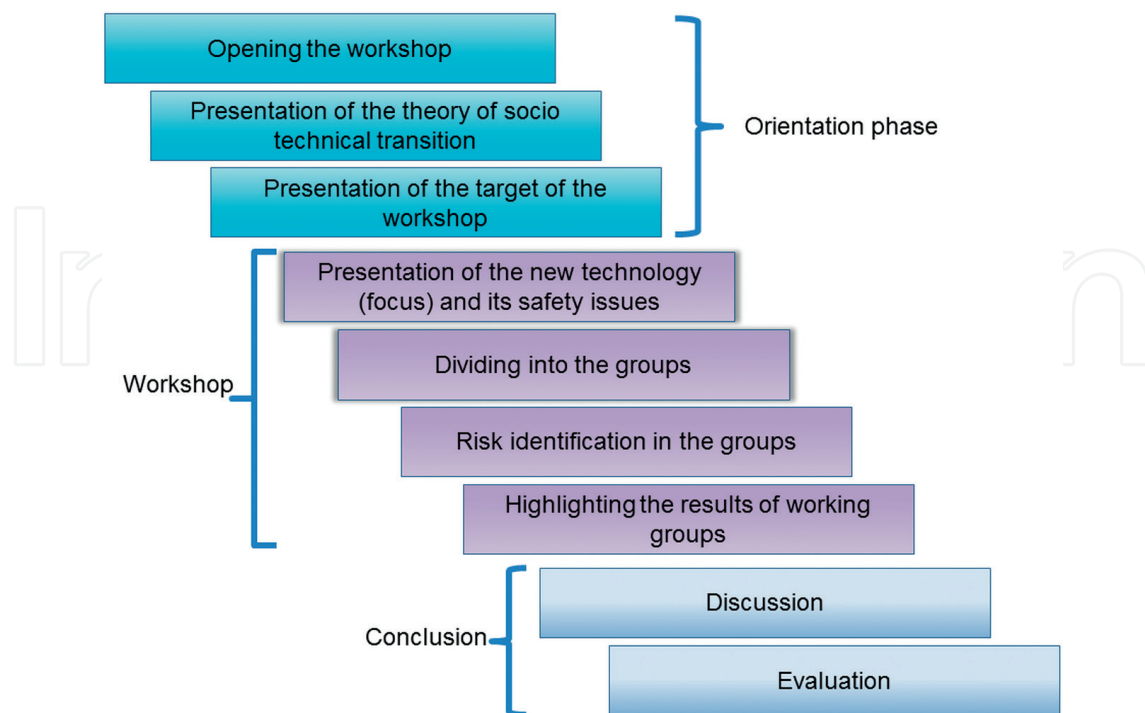 Opening the workshop
Presentation of the theory of socio
technical transition
Orientation phase
Presentation of the target of the
workshop
Presentation of the new technology
(focus) and its safety issues
Dividing into the groups
Workshop
Risk identification in the groups
Highlighting the results of working
groups
Discussion
Conclusion
Evaluation